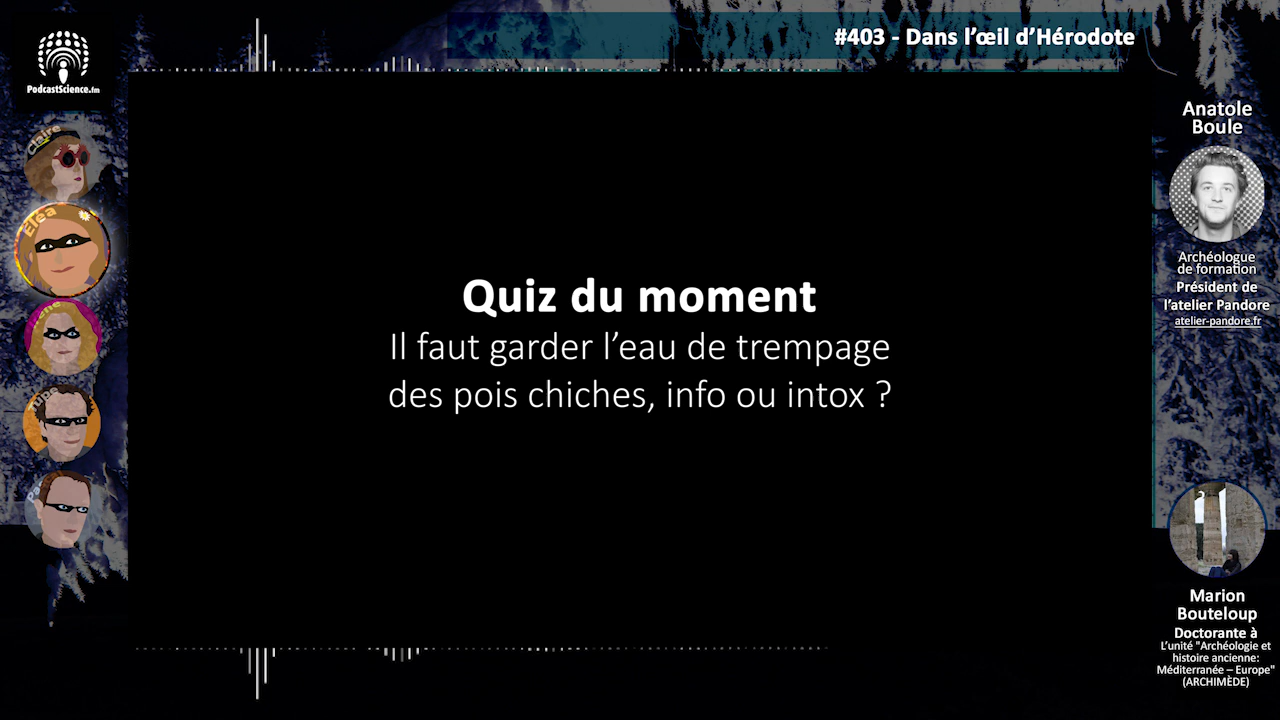 PodcastScience.fm
#403 - Dans l’œil d’Hérodote
Claire
Eléa
Quiz du moment
Il faut garder l’eau de trempage
des pois chiches, info ou intox ?
Anatole
Boule
Archéologue
de formation
Président de
l’atelier Pandore
atelier-pandore.fr
Marion
Bouteloup
Doctorante à
L’unité "Archéologie et
histoire ancienne:
Méditerranée – Europe"
(ARCHIMÈDE)